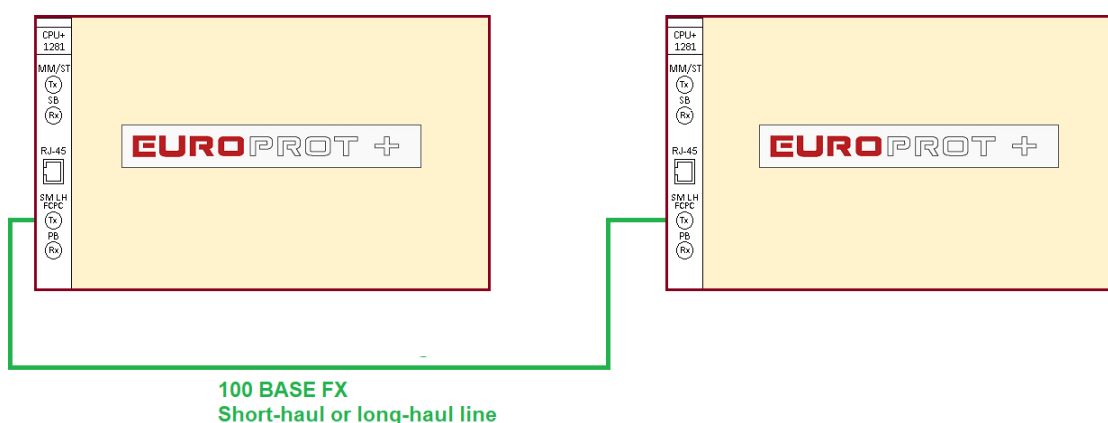 CPU+
1281
MM/ST
Tx
SB
Rx
RJ-45
SM LH
FCPC
Tx
PB
Rx
EUROPROT +
CPU+
1281
MM/ST
Tx
SB
Rx
RJ-45
SM LH
FCPC
Tx
PB
Rx
EUROPROT +
100 BASE FX
Short-haul or long-haul line